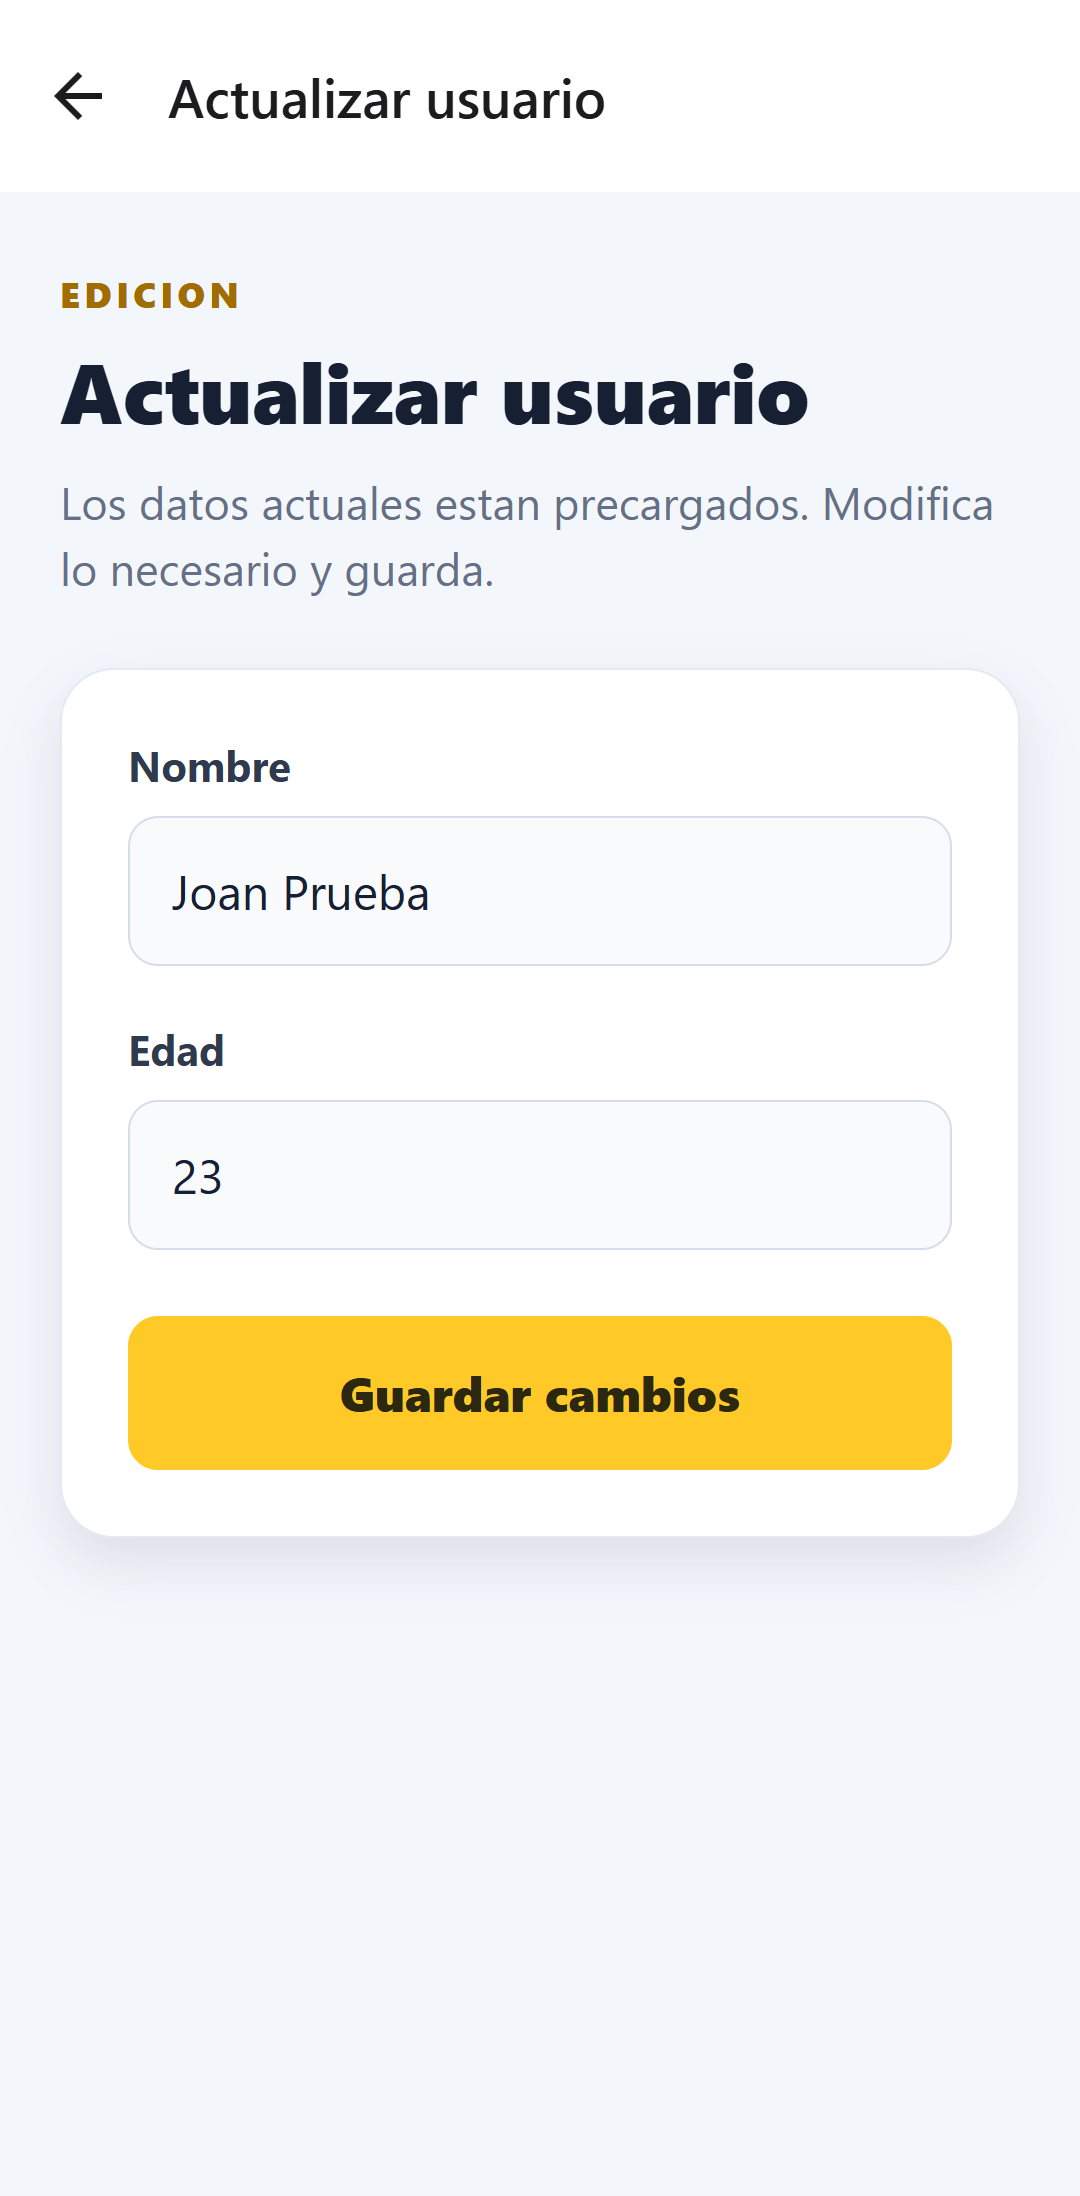 Actualizar usuario
EDICION
Actualizar usuario
Los datos actuales estan precargados. Modifica
lo necesario y guarda.
Nombre
Joan Prueba
Edad
23
Guardar cambios